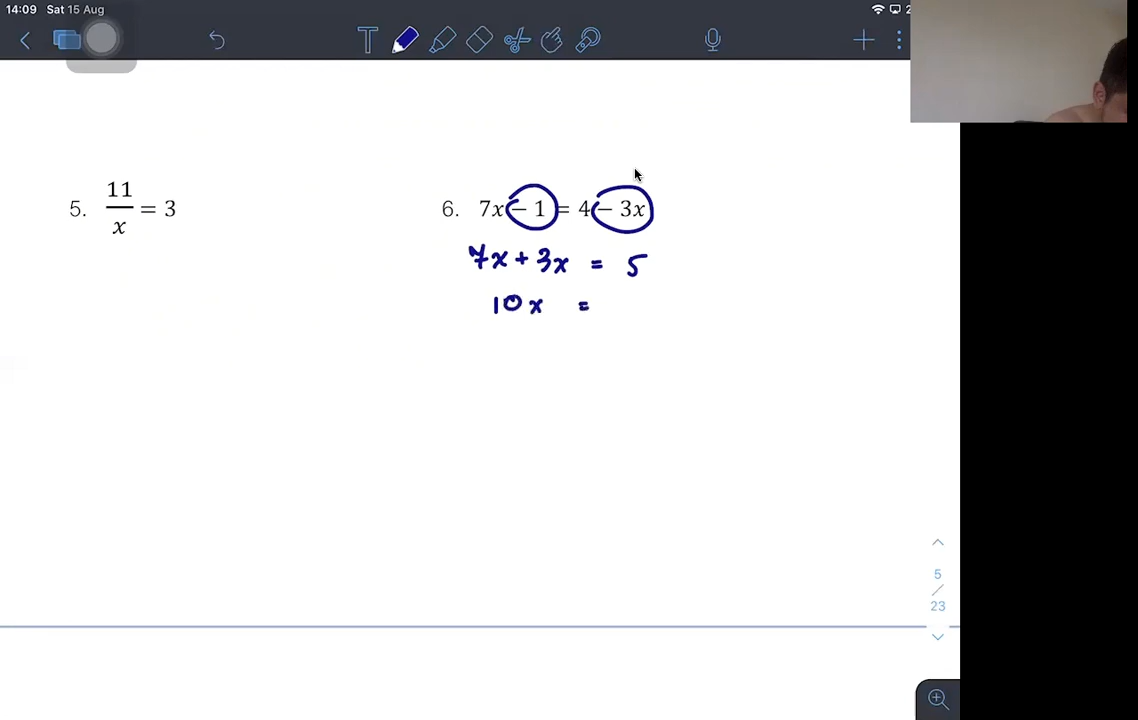 14:09 Sat 15 Aug
5. 11/x = 3
6. 7x − 1 = 4 − 3x
7x + 3x = 5
10x =
5
/
23